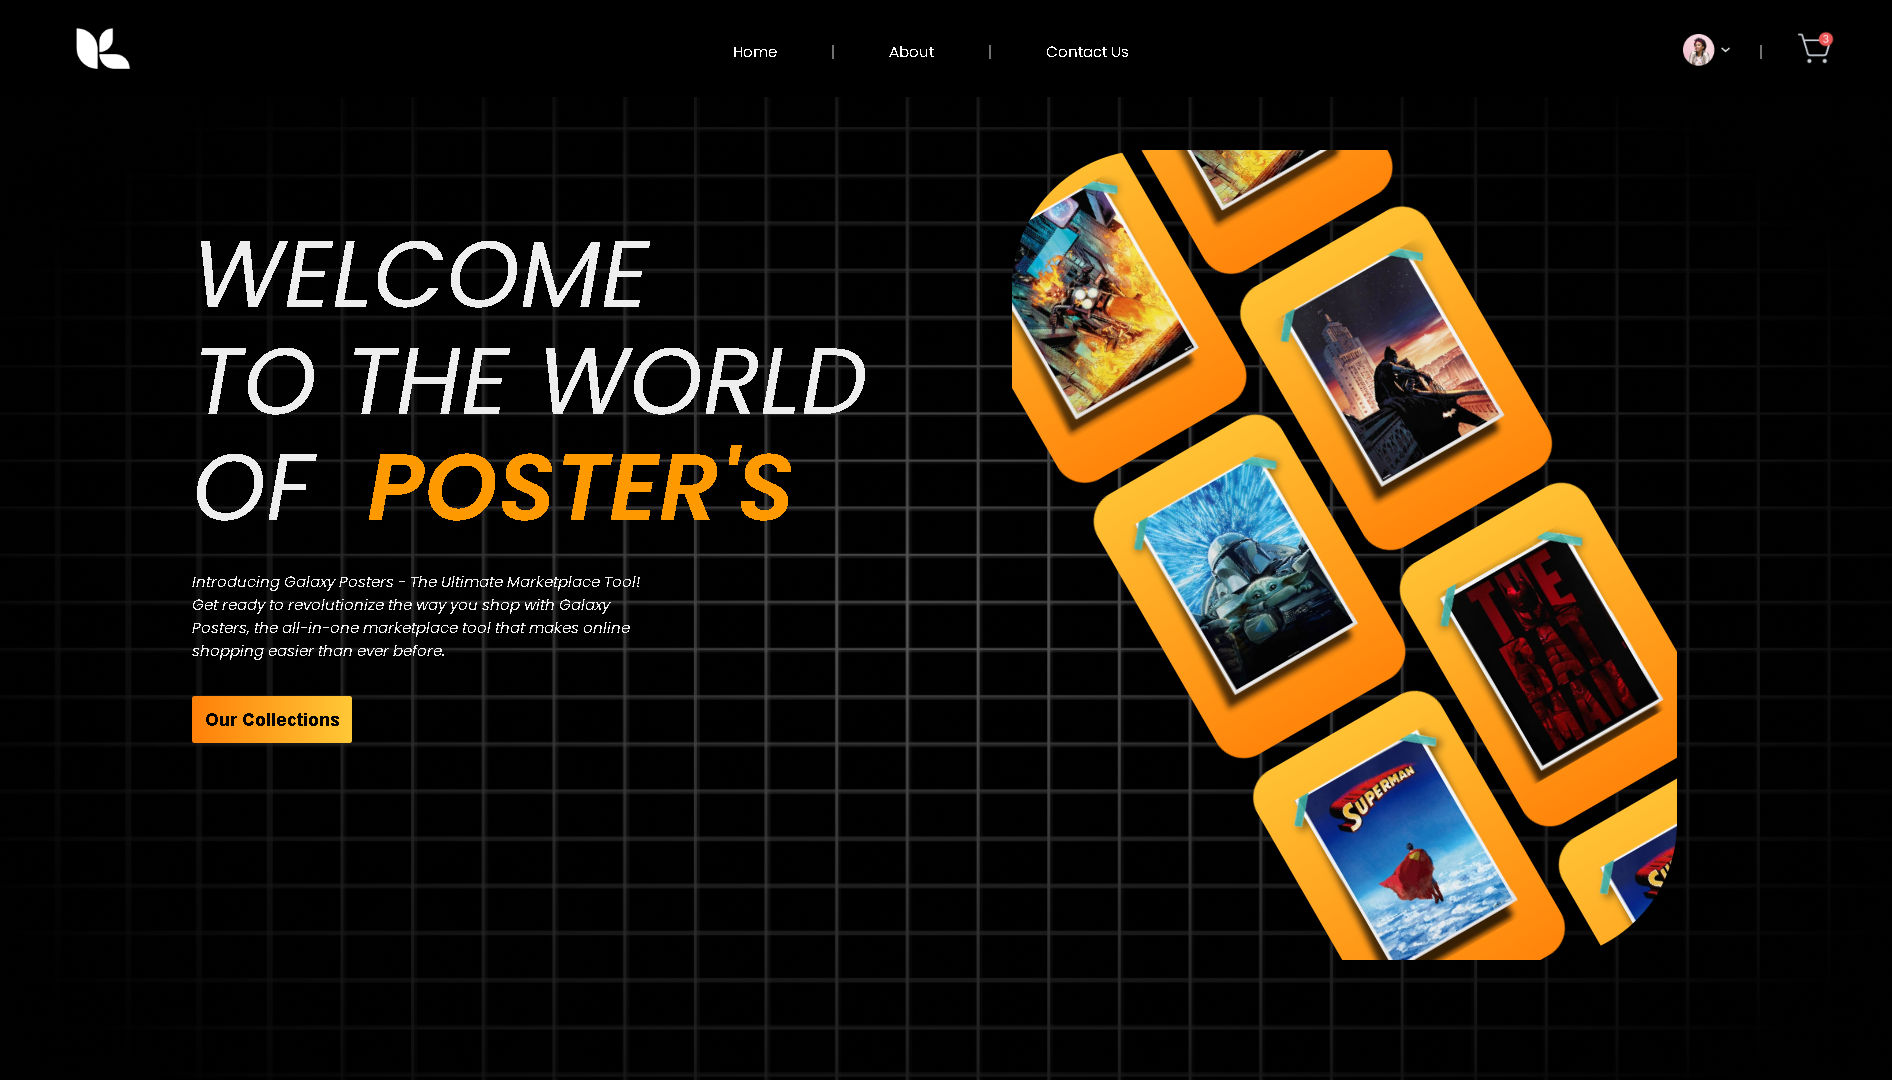 Home | About | Contact Us | 3
WELCOME
TO THE WORLD
OF POSTER'S
Introducing Galaxy Posters - The Ultimate Marketplace Tool!
Get ready to revolutionize the way you shop with Galaxy
Posters, the all-in-one marketplace tool that makes online
shopping easier than ever before.
Our Collections
THE
BAT
MAN
SUPERMAN